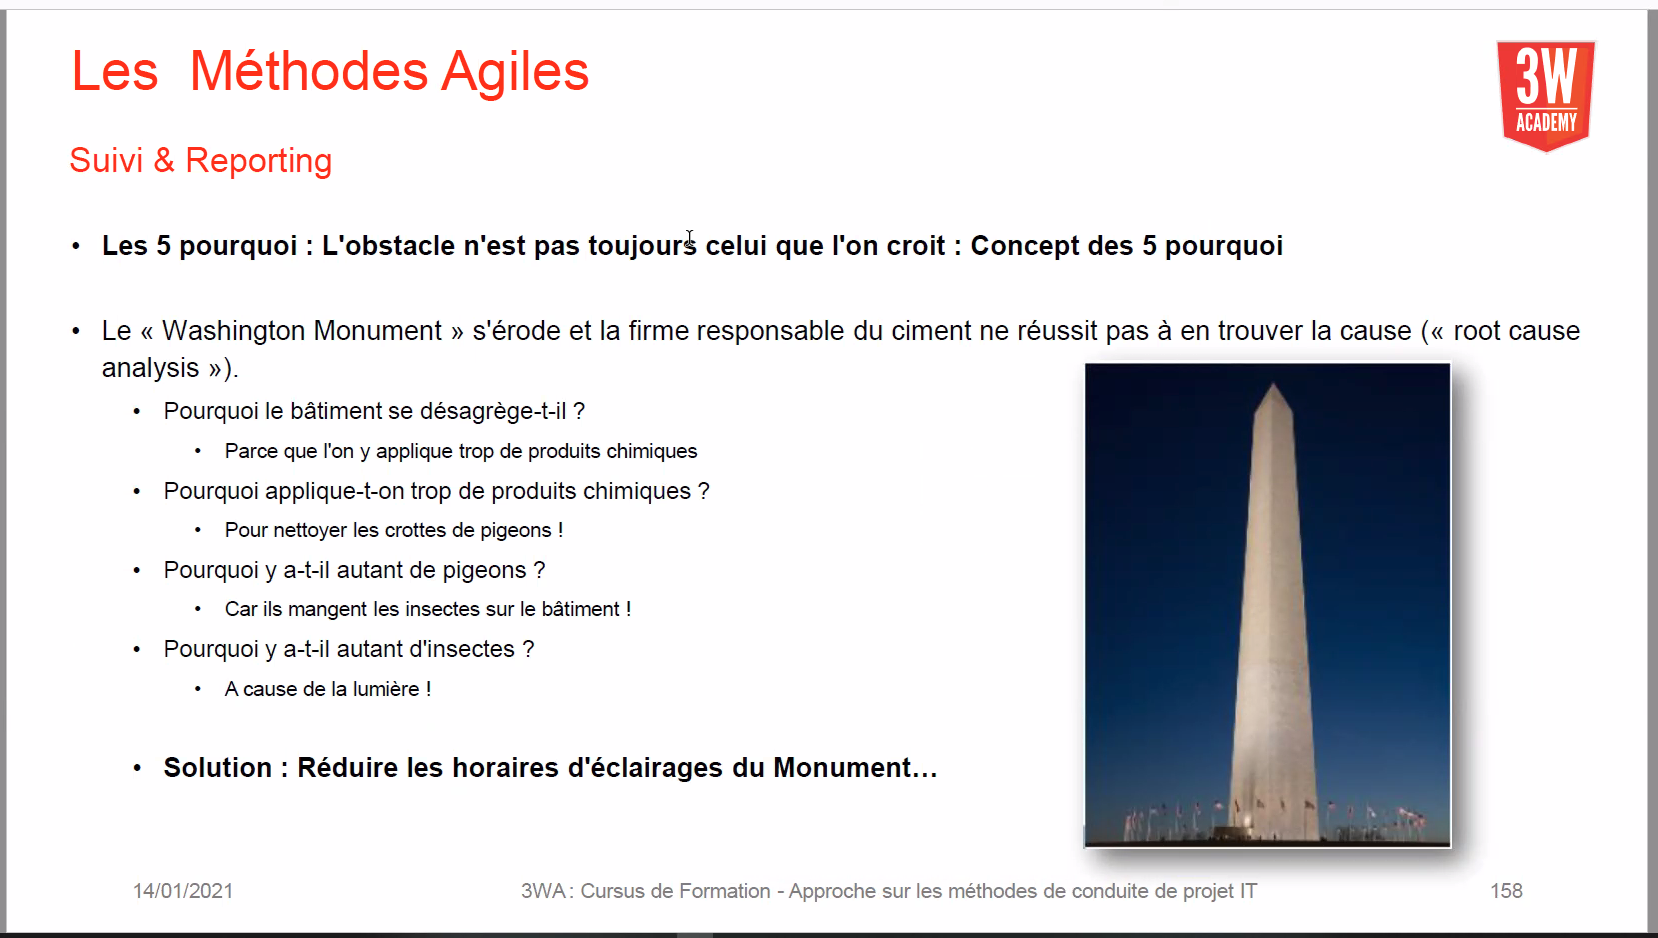 Les  Méthodes Agiles
3W
ACADEMY
Suivi & Reporting
• Les 5 pourquoi : L'obstacle n'est pas toujours celui que l'on croit : Concept des 5 pourquoi
• Le « Washington Monument » s'érode et la firme responsable du ciment ne réussit pas à en trouver la cause (« root cause
analysis »).
• Pourquoi le bâtiment se désagrège-t-il ?
• Parce que l'on y applique trop de produits chimiques
• Pourquoi applique-t-on trop de produits chimiques ?
• Pour nettoyer les crottes de pigeons !
• Pourquoi y a-t-il autant de pigeons ?
• Car ils mangent les insectes sur le bâtiment !
• Pourquoi y a-t-il autant d'insectes ?
• A cause de la lumière !
• Solution : Réduire les horaires d'éclairages du Monument…
14/01/2021
3WA : Cursus de Formation - Approche sur les méthodes de conduite de projet IT
158